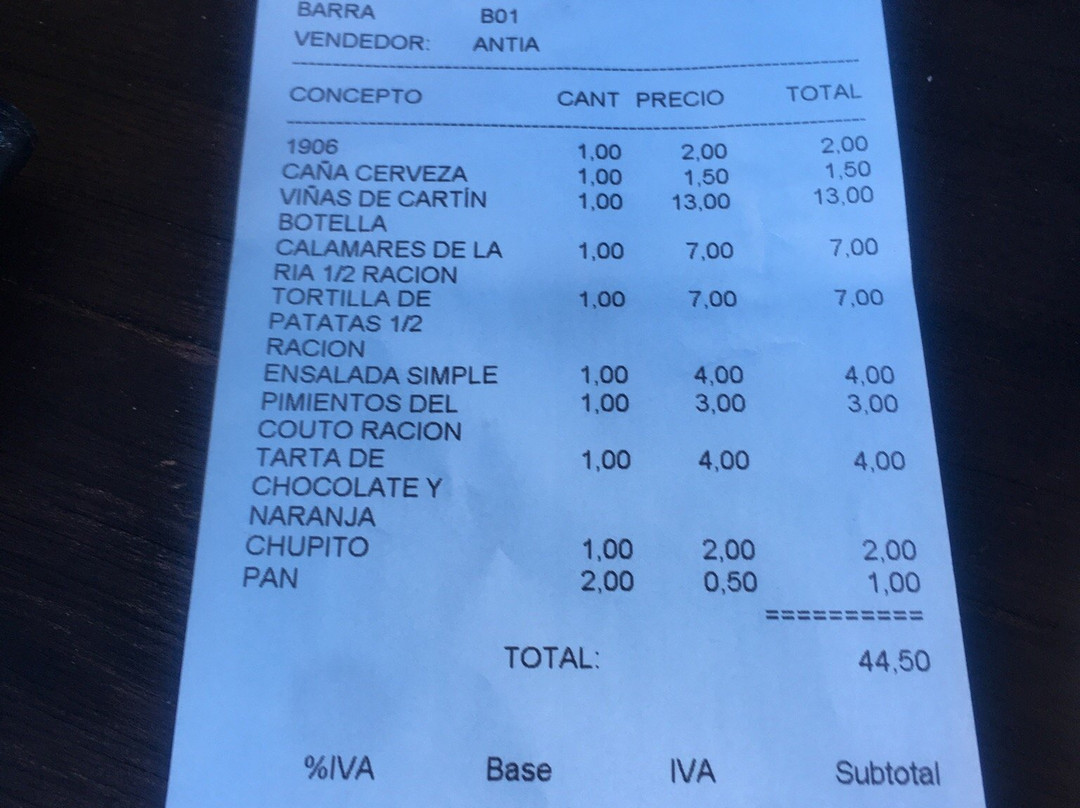 BARRA B01
VENDEDOR: ANTIA
CONCEPTO CANT PRECIO TOTAL
1906 1,00 2,00 2,00
CAÑA CERVEZA 1,00 1,50 1,50
VIÑAS DE CARTÍN 1,00 13,00 13,00
BOTELLA
CALAMARES DE LA 1,00 7,00 7,00
RIA 1/2 RACION
TORTILLA DE 1,00 7,00 7,00
PATATAS 1/2
RACION
ENSALADA SIMPLE 1,00 4,00 4,00
PIMIENTOS DEL 1,00 3,00 3,00
COUTO RACION
TARTA DE 1,00 4,00 4,00
CHOCOLATE Y
NARANJA
CHUPITO 1,00 2,00 2,00
PAN 2,00 0,50 1,00
==========
TOTAL: 44,50
%IVA Base IVA Subtotal